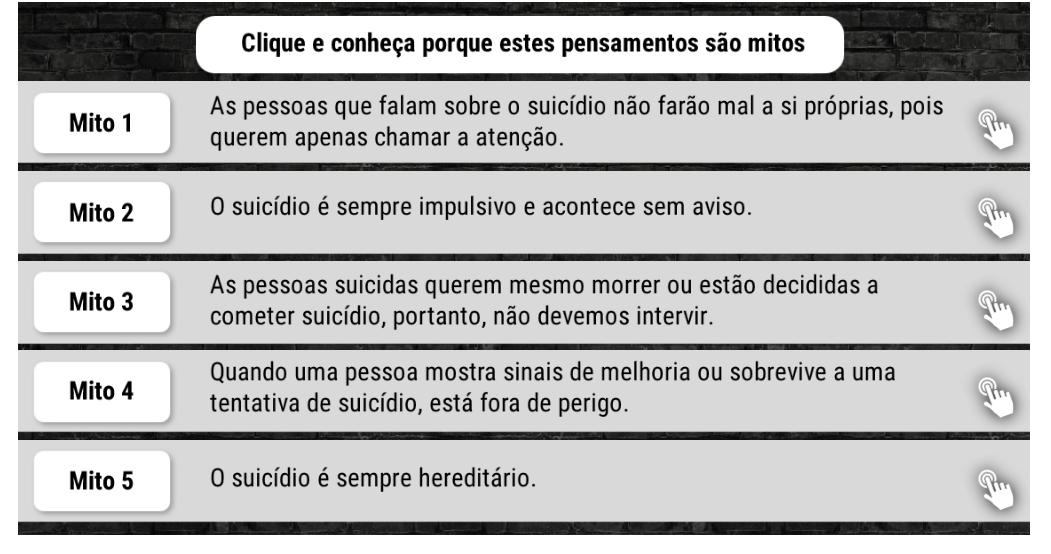 Clique e conheça porque estes pensamentos são mitos
Mito 1
As pessoas que falam sobre o suicídio não farão mal a si próprias, pois
querem apenas chamar a atenção.
Mito 2
O suicídio é sempre impulsivo e acontece sem aviso.
Mito 3
As pessoas suicidas querem mesmo morrer ou estão decididas a
cometer suicídio, portanto, não devemos intervir.
Mito 4
Quando uma pessoa mostra sinais de melhoria ou sobrevive a uma
tentativa de suicídio, está fora de perigo.
Mito 5
O suicídio é sempre hereditário.